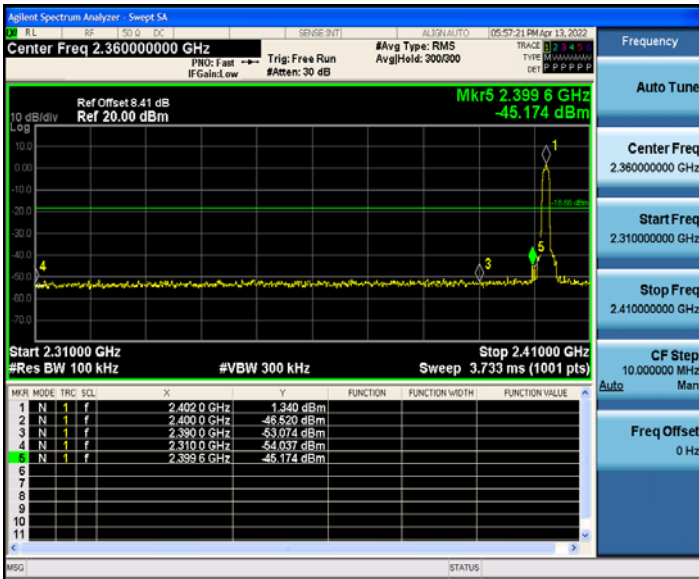 Agilent Spectrum Analyzer - Swept SA
RL RF 50 Ω DC SENSE:INT ALIGN AUTO 05:57:21 PM Apr 13, 2022
Center Freq 2.360000000 GHz
PNO: Fast
IFGain:Low
Trig: Free Run
#Atten: 30 dB
#Avg Type: RMS
Avg|Hold: 300/300
TRACE 1 2 3 4 5 6
TYPE M
DET P P P P P P
Mkr5 2.399 6 GHz
-45.174 dBm
Ref Offset 8.41 dB
10 dB/div Ref 20.00 dBm
Log
10.0
0.00
-10.0
-20.0
-30.0
-40.0
-50.0
-60.0
-70.0
1
-18.66 dBm
5
3
4
Start 2.31000 GHz Stop 2.41000 GHz
#Res BW 100 kHz #VBW 300 kHz Sweep 3.733 ms (1001 pts)
MKR MODE TRC SCL X Y FUNCTION FUNCTION WIDTH FUNCTION VALUE
1 N 1 f 2.402 0 GHz 1.340 dBm
2 N 1 f 2.400 0 GHz -46.520 dBm
3 N 1 f 2.390 0 GHz -53.074 dBm
4 N 1 f 2.310 0 GHz -54.037 dBm
5 N 1 f 2.399 6 GHz -45.174 dBm
6
7
8
9
10
11
MSG STATUS
Frequency
Auto Tune
Center Freq
2.360000000 GHz
Start Freq
2.310000000 GHz
Stop Freq
2.410000000 GHz
CF Step
10.000000 MHz
Auto Man
Freq Offset
0 Hz